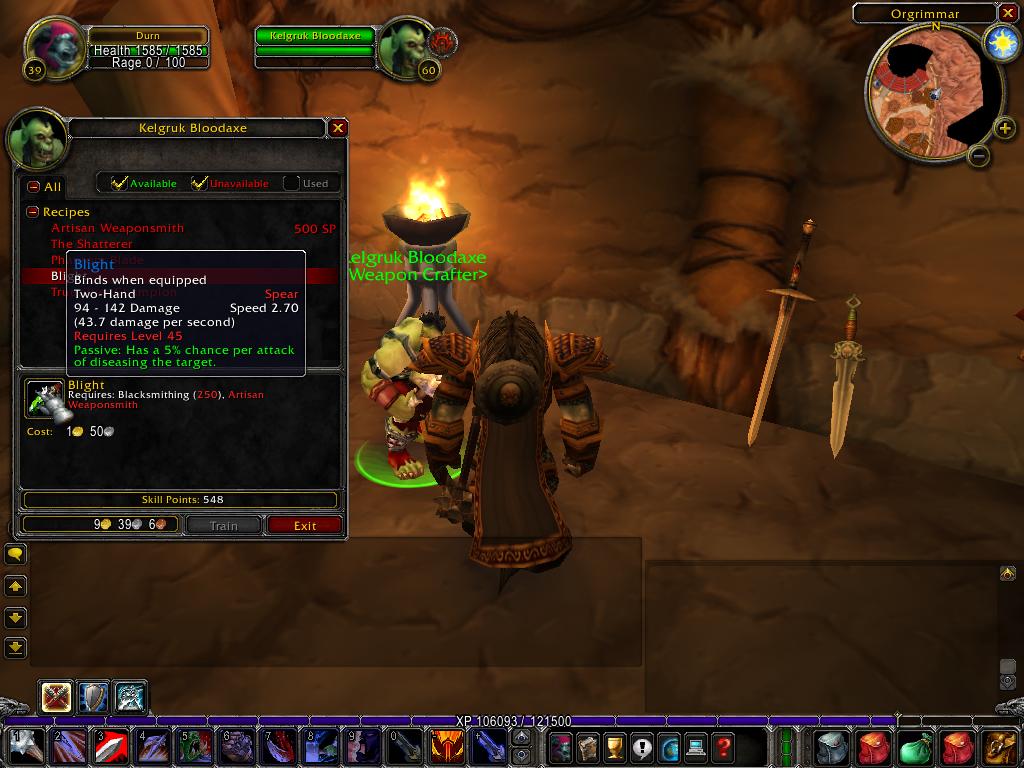 Durn
Health 1585 / 1585
Rage 0 / 100
39
Kelgruk Bloodaxe
60
Orgrimmar
N
Kelgruk Bloodaxe
All
Available
Unavailable
Used
Recipes
Artisan Weaponsmith 500 SP
The Shatterer
Blight
Binds when equipped
Two-Hand Spear
94 - 142 Damage Speed 2.70
(43.7 damage per second)
Requires Level 45
Passive: Has a 5% chance per attack
of diseasing the target.
elgruk Bloodaxe
Weapon Crafter>
Blight
Requires: Blacksmithing (250), Artisan
Weaponsmith
Cost: 1 50
Skill Points: 548
9 39 6
Train
Exit
XP 106093 / 121500
1 2 3 4 5 6 7 8 9 0